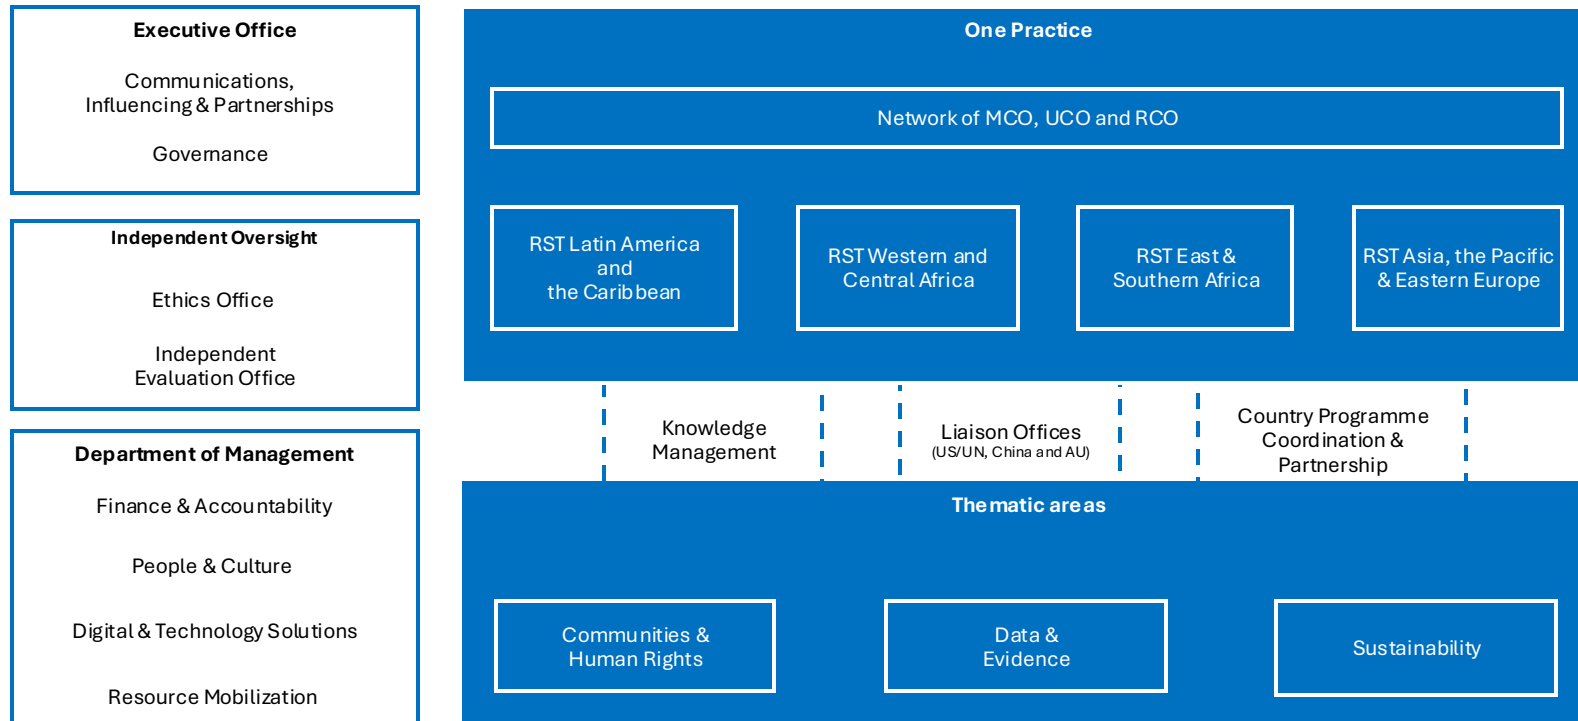 Executive Office
Communications,
Influencing & Partnerships
Governance
Independent Oversight
Ethics Office
Independent
Evaluation Office
Department of Management
Finance & Accountability
People & Culture
Digital & Technology Solutions
Resource Mobilization
One Practice
Network of MCO, UCO and RCO
RST Latin America
and
the Caribbean
RST Western and
Central Africa
RST East &
Southern Africa
RST Asia, the Pacific
& Eastern Europe
Knowledge
Management
Liaison Offices
(US/UN, China and AU)
Country Programme
Coordination &
Partnership
Thematic areas
Communities &
Human Rights
Data &
Evidence
Sustainability